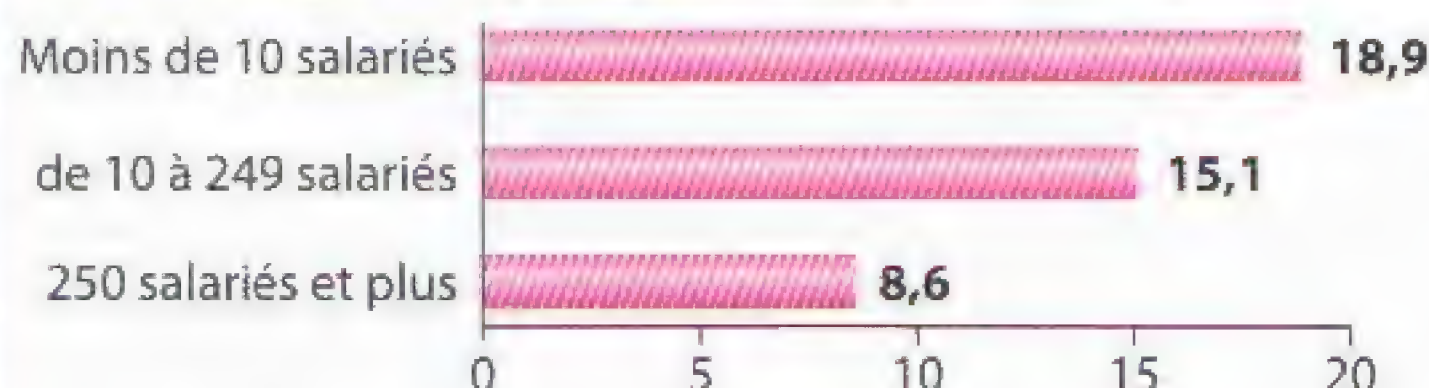 Moins de 10 salariés 18,9
de 10 à 249 salariés 15,1
250 salariés et plus 8,6
0 5 10 15 20